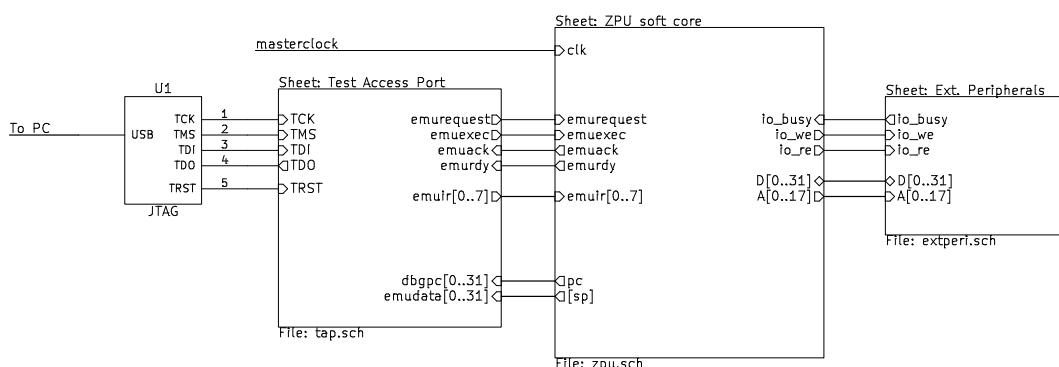 Sheet: ZPU soft core
masterclock
clk
Sheet: Test Access Port
Sheet: Ext. Peripherals
U1
To PC
USB
TCK 1 TCK
TMS 2 TMS
TDI 3 TDI
TDO 4 TDO
TRST 5 TRST
JTAG
emurequest emurequest
emuexec emuexec
emuack emuack
emurdy emurdy
emuir[0..7] emuir[0..7]
dbgpc[0..31] pc
emudata[0..31] [sp]
File: tap.sch
io_busy io_busy
io_we io_we
io_re io_re
D[0..31] D[0..31]
A[0..17] A[0..17]
File: extperi.sch
File: zpu.sch